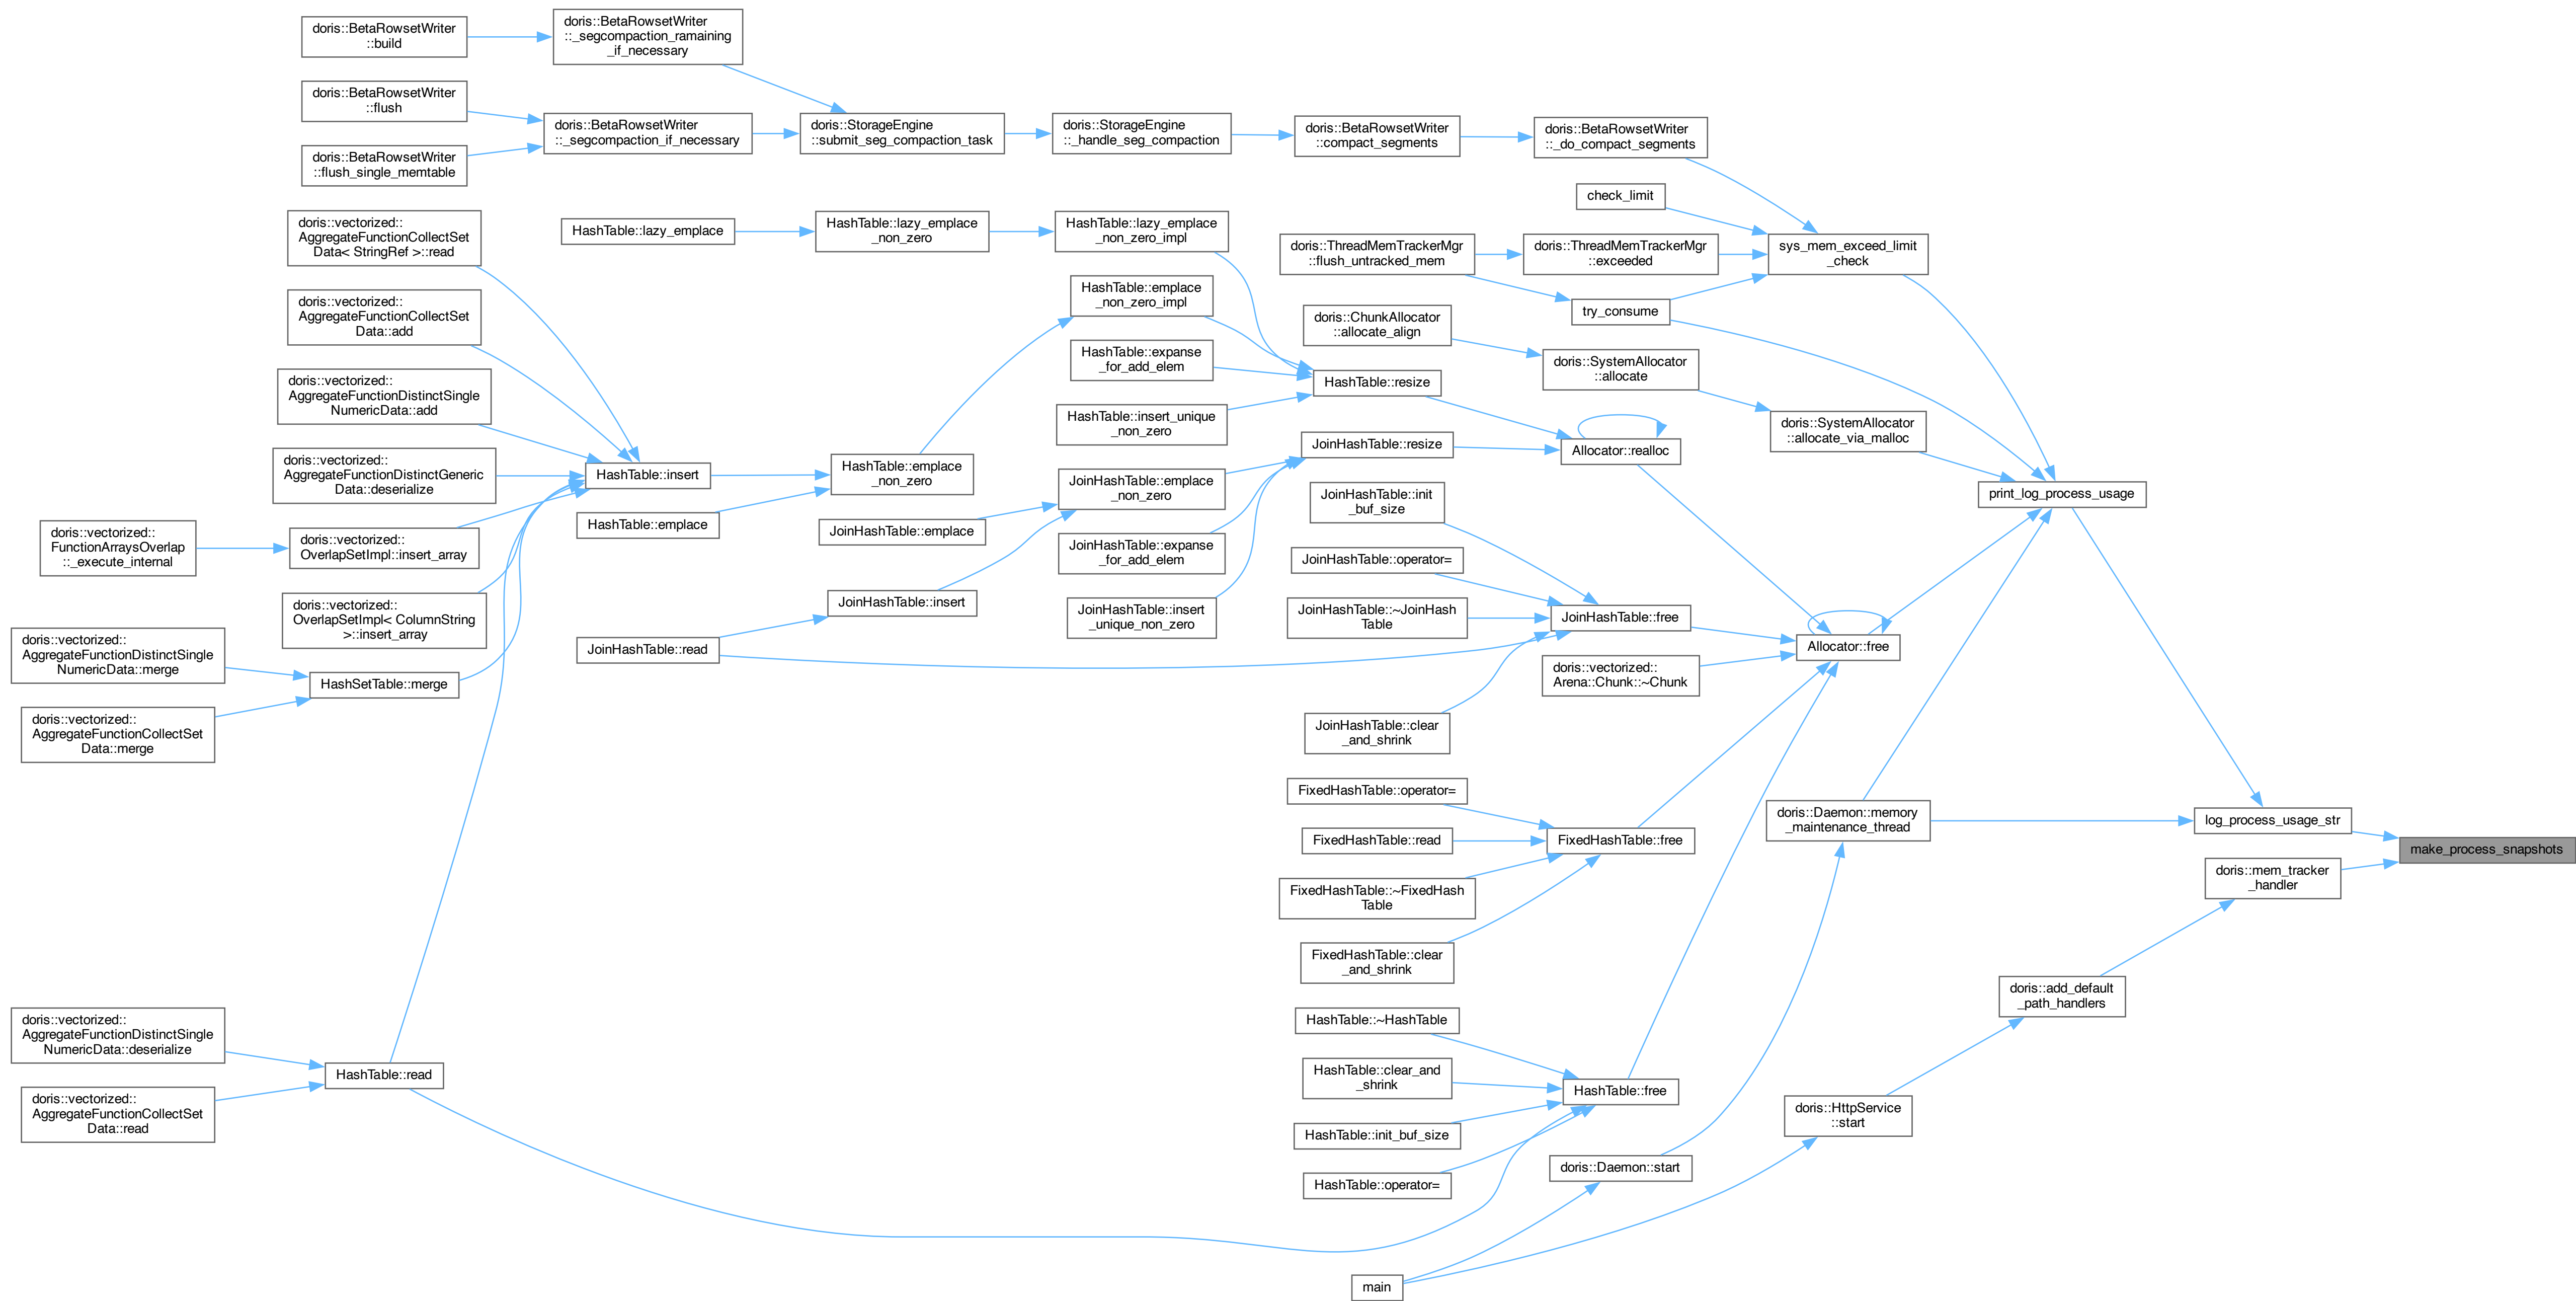 doris::BetaRowsetWriter
::build
doris::BetaRowsetWriter
::_segcompaction_ramaining
_if_necessary
doris::BetaRowsetWriter
::flush
doris::BetaRowsetWriter
::flush_single_memtable
doris::BetaRowsetWriter
::_segcompaction_if_necessary
doris::StorageEngine
::submit_seg_compaction_task
doris::StorageEngine
::_handle_seg_compaction
doris::BetaRowsetWriter
::compact_segments
doris::BetaRowsetWriter
::_do_compact_segments
check_limit
sys_mem_exceed_limit
_check
doris::ThreadMemTrackerMgr
::flush_untracked_mem
doris::ThreadMemTrackerMgr
::exceeded
try_consume
doris::ChunkAllocator
::allocate_align
doris::SystemAllocator
::allocate
doris::SystemAllocator
::allocate_via_malloc
print_log_process_usage
HashTable::lazy_emplace
HashTable::lazy_emplace
_non_zero
HashTable::lazy_emplace
_non_zero_impl
HashTable::emplace
_non_zero_impl
HashTable::expanse
_for_add_elem
HashTable::insert_unique
_non_zero
HashTable::resize
Allocator::realloc
JoinHashTable::resize
doris::vectorized::
AggregateFunctionCollectSet
Data< StringRef >::read
doris::vectorized::
AggregateFunctionCollectSet
Data::add
doris::vectorized::
AggregateFunctionDistinctSingle
NumericData::add
doris::vectorized::
AggregateFunctionDistinctGeneric
Data::deserialize
HashTable::insert
HashTable::emplace
_non_zero
HashTable::emplace
JoinHashTable::emplace
_non_zero
JoinHashTable::emplace
JoinHashTable::expanse
_for_add_elem
JoinHashTable::insert
JoinHashTable::insert
_unique_non_zero
JoinHashTable::read
doris::vectorized::
FunctionArraysOverlap
::_execute_internal
doris::vectorized::
OverlapSetImpl::insert_array
doris::vectorized::
OverlapSetImpl< ColumnString
>::insert_array
doris::vectorized::
AggregateFunctionDistinctSingle
NumericData::merge
HashSetTable::merge
doris::vectorized::
AggregateFunctionCollectSet
Data::merge
JoinHashTable::init
_buf_size
JoinHashTable::operator=
JoinHashTable::~JoinHash
Table
JoinHashTable::free
Allocator::free
doris::vectorized::
Arena::Chunk::~Chunk
JoinHashTable::clear
_and_shrink
FixedHashTable::operator=
FixedHashTable::read
FixedHashTable::free
FixedHashTable::~FixedHash
Table
FixedHashTable::clear
_and_shrink
doris::Daemon::memory
_maintenance_thread
log_process_usage_str
make_process_snapshots
doris::mem_tracker
_handler
doris::add_default
_path_handlers
doris::HttpService
::start
HashTable::~HashTable
HashTable::clear_and
_shrink
HashTable::free
HashTable::init_buf_size
HashTable::operator=
doris::Daemon::start
doris::vectorized::
AggregateFunctionDistinctSingle
NumericData::deserialize
HashTable::read
doris::vectorized::
AggregateFunctionCollectSet
Data::read
main